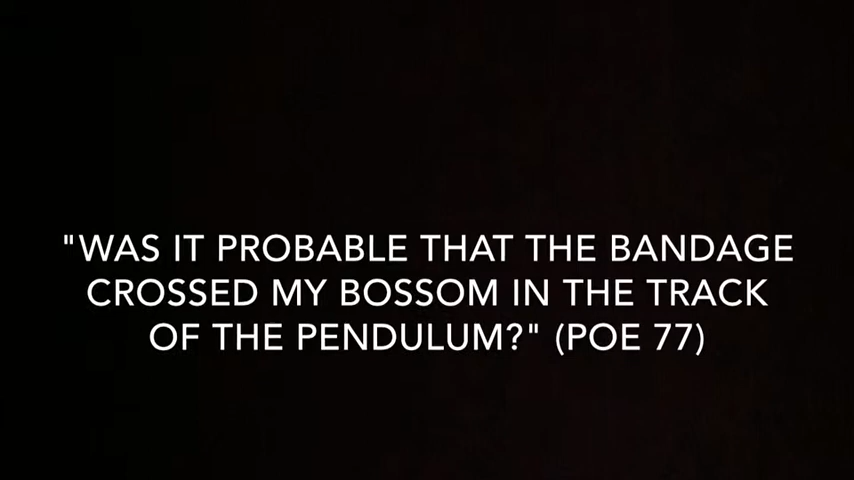 "WAS IT PROBABLE THAT THE BANDAGE
CROSSED MY BOSSOM IN THE TRACK
OF THE PENDULUM?" (POE 77)